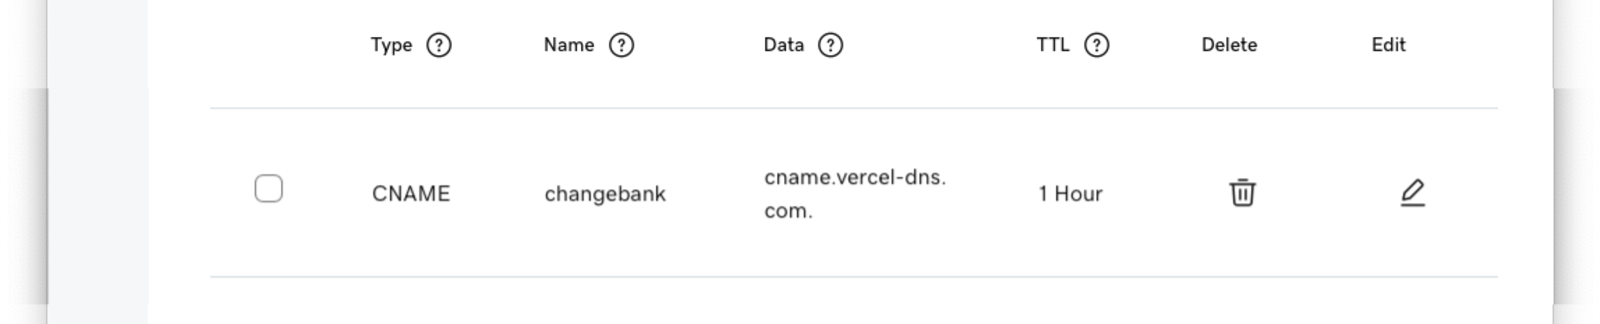 Type ? Name ? Data ? TTL ? Delete Edit
CNAME changebank cname.vercel-dns. 1 Hour
com.